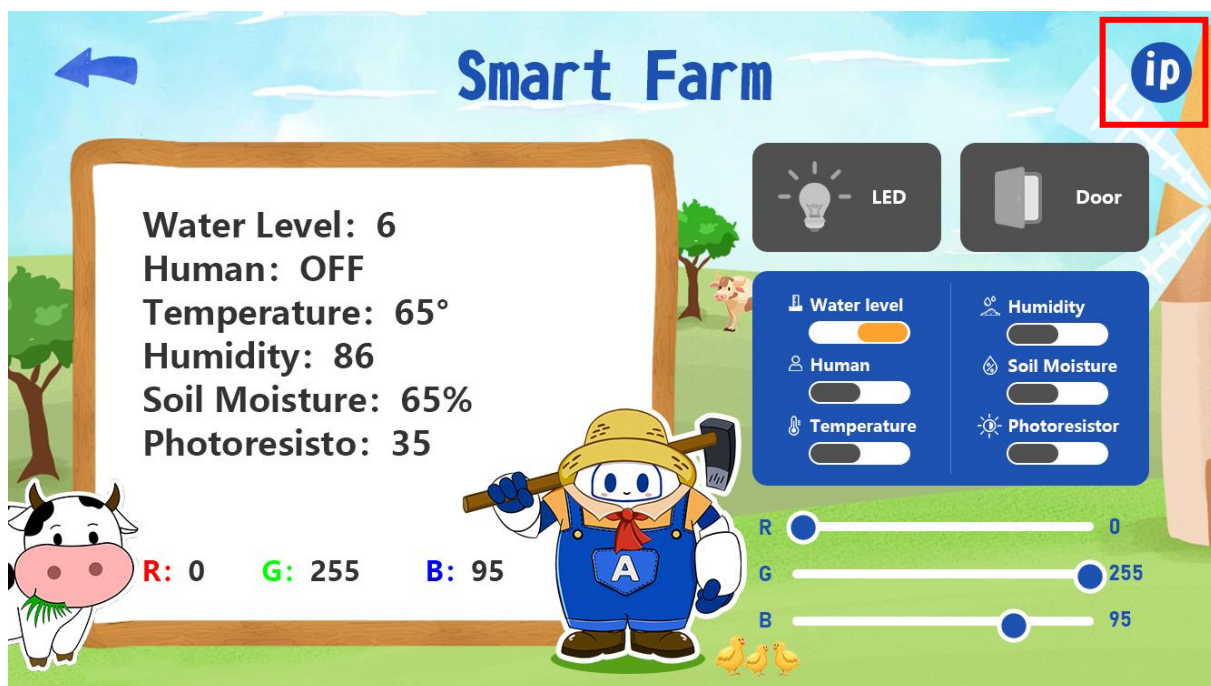 Smart Farm
ip
Water Level: 6
Human: OFF
Temperature: 65°
Humidity: 86
Soil Moisture: 65%
Photoresisto: 35
R: 0 G: 255 B: 95
A
LED
Door
Water level
Human
Temperature
Humidity
Soil Moisture
Photoresistor
R 0
G 255
B 95